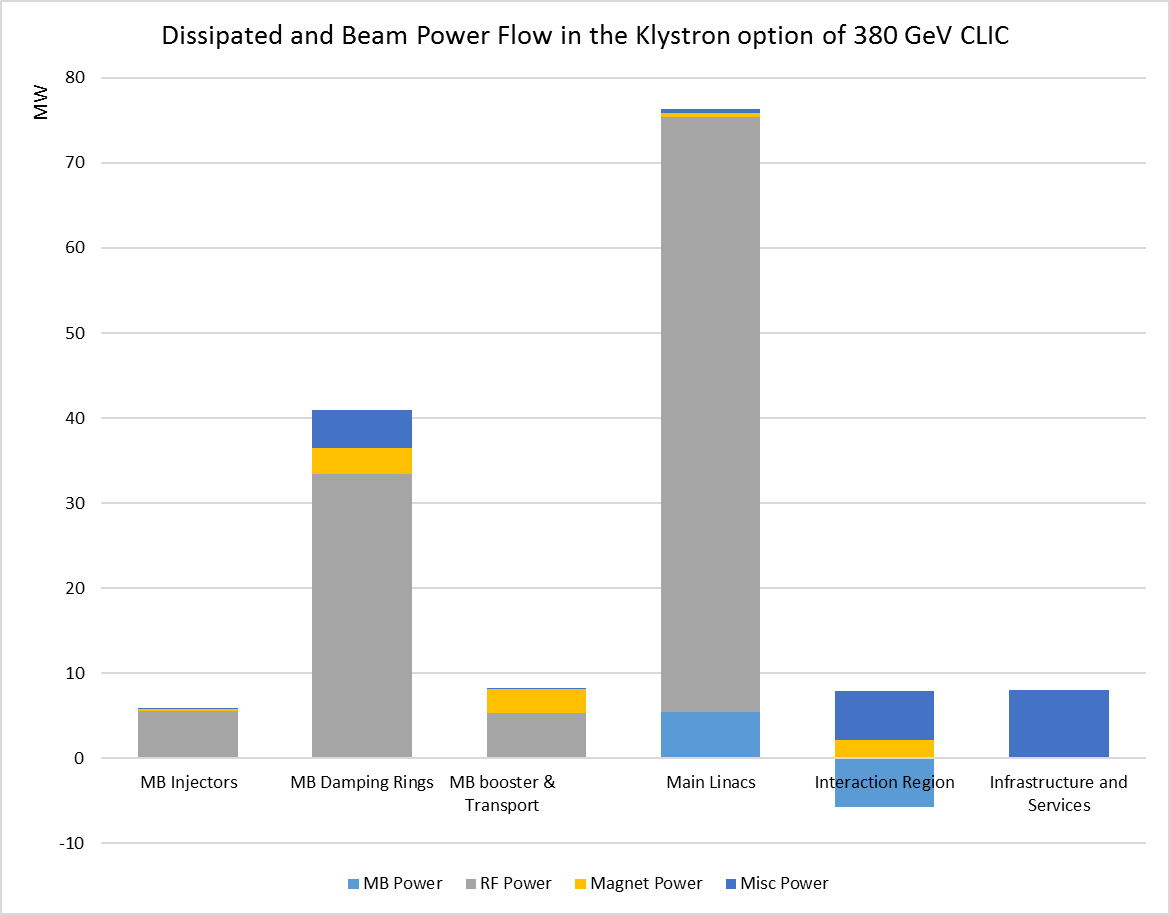 Dissipated and Beam Power Flow in the Klystron option of 380 GeV CLIC
MW
80
70
60
50
40
30
20
10
0
-10
MB Injectors
MB Damping Rings
MB booster &
Transport
Main Linacs
Interaction Region
Infrastructure and
Services
MB Power
RF Power
Magnet Power
Misc Power